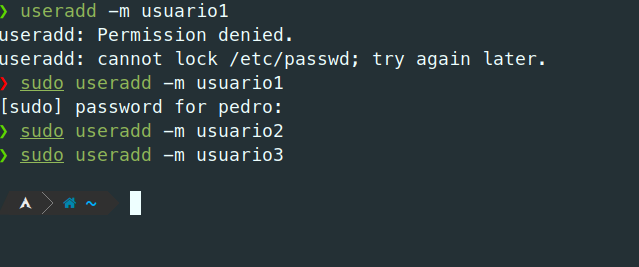 ❯ useradd -m usuario1
useradd: Permission denied.
useradd: cannot lock /etc/passwd; try again later.
❯ sudo useradd -m usuario1
[sudo] password for pedro:
❯ sudo useradd -m usuario2
❯ sudo useradd -m usuario3
~